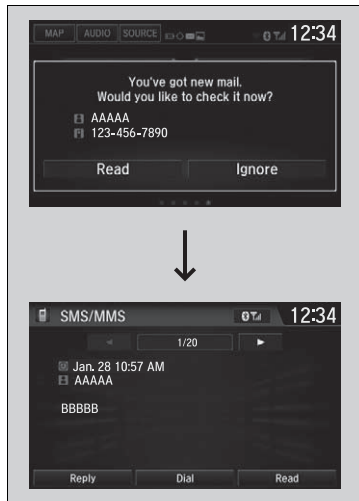 MAP AUDIO SOURCE 12:34
You've got new mail.
Would you like to check it now?
AAAAA
123-456-7890
Read Ignore
SMS/MMS 12:34
1/20
Jan. 28 10:57 AM
AAAAA
BBBBB
Reply Dial Read